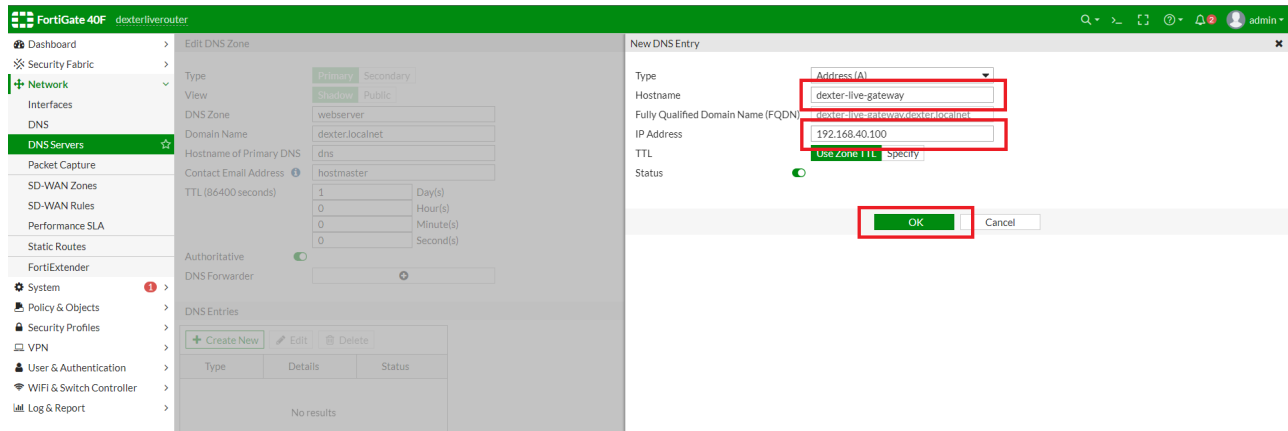 FortiGate 40F dexterliverouter
admin
2
Dashboard
Security Fabric
Network
Interfaces
DNS
DNS Servers
Packet Capture
SD-WAN Zones
SD-WAN Rules
Performance SLA
Static Routes
FortiExtender
System 1
Policy & Objects
Security Profiles
VPN
User & Authentication
WiFi & Switch Controller
Log & Report
Edit DNS Zone
Type Primary Secondary
View Shadow Public
DNS Zone webserver
Domain Name dexter.localnet
Hostname of Primary DNS dns
Contact Email Address hostmaster
TTL (86400 seconds) 1 Day(s)
0 Hour(s)
0 Minute(s)
0 Second(s)
Authoritative
DNS Forwarder
DNS Entries
Create New Edit Delete
Type Details Status
No results
New DNS Entry
Type Address (A)
Hostname dexter-live-gateway
Fully Qualified Domain Name (FQDN) dexter-live-gateway.dexter.localnet
IP Address 192.168.40.100
TTL Use Zone TTL Specify
Status
OK Cancel